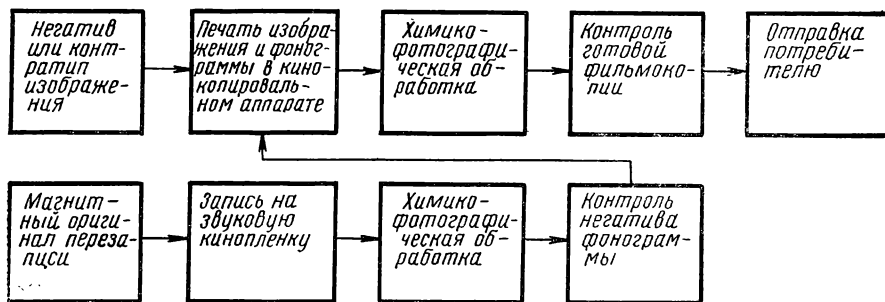 Негатив
или конт-
ратип
изображе-
ния
Печать изобра-
жения и фоно-
граммы в кино-
копироваль-
ном аппарате
Химико-
фотографи-
ческая об-
работка
Контроль
готовой
фильмоко-
пии
Отправка
потреби-
телю
Магнит-
ный ориги-
нал переза-
писи
Запись на
звуковую
кинопленку
Химико-
фотографи-
ческая об-
работка
Контроль
негатива
фонограм-
мы